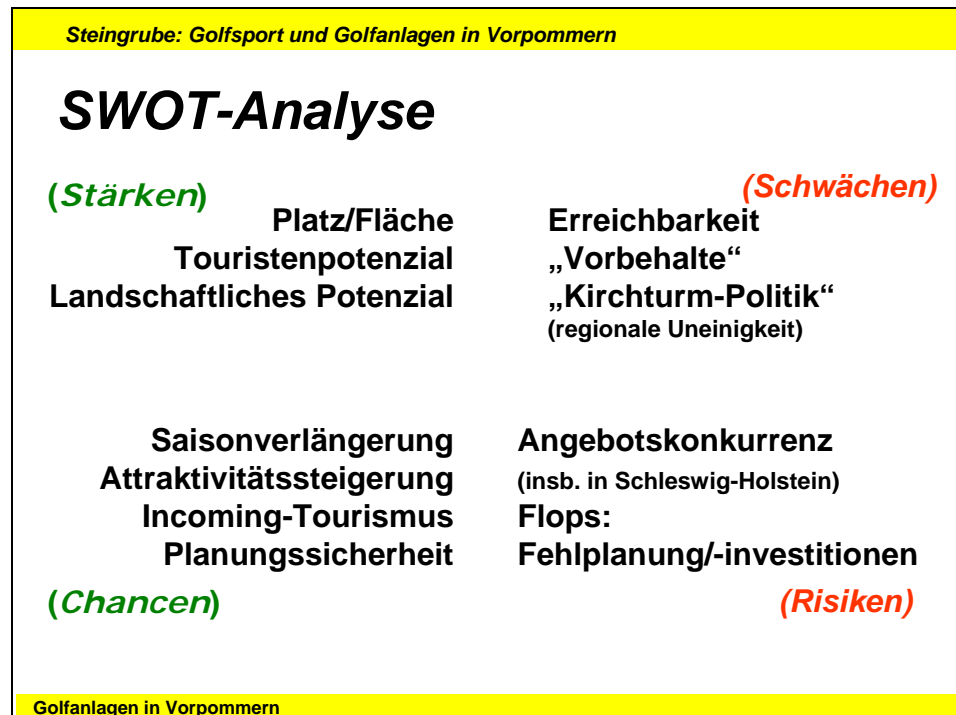 Steingrube: Golfsport und Golfanlagen in Vorpommern
SWOT-Analyse
(Stärken)
Platz/Fläche
Touristenpotenzial
Landschaftliches Potenzial
(Schwächen)
Erreichbarkeit
„Vorbehalte“
„Kirchturm-Politik“
(regionale Uneinigkeit)
Saisonverlängerung
Attraktivitätssteigerung
Incoming-Tourismus
Planungssicherheit
(Chancen)
Angebotskonkurrenz
(insb. in Schleswig-Holstein)
Flops:
Fehlplanung/-investitionen
(Risiken)
Golfanlagen in Vorpommern